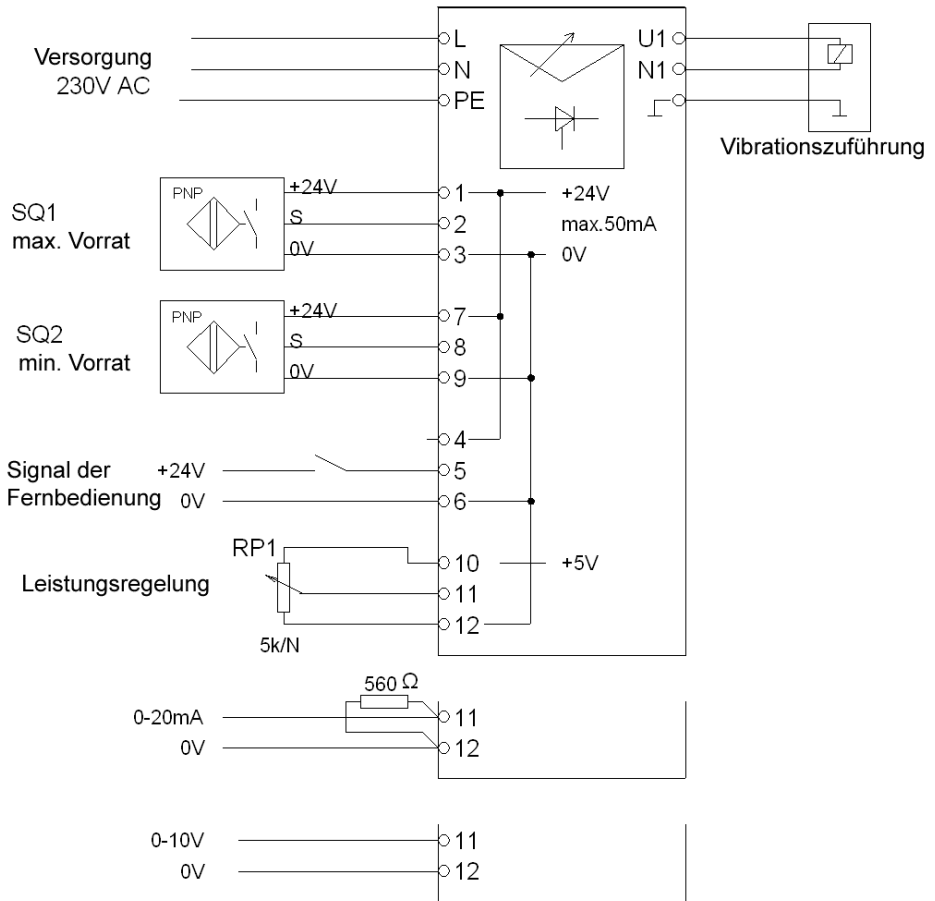 Versorgung
230V AC
L
N
PE
U1
N1
Vibrationszuführung
SQ1
max. Vorrat
PNP
+24V
S
0V
1
2
3
+24V
max.50mA
0V
SQ2
min. Vorrat
PNP
+24V
S
0V
7
8
9
4
Signal der
Fernbedienung
+24V
0V
5
6
Leistungsregelung
RP1
5k/N
10
11
12
+5V
560 Ω
0-20mA
0V
11
12
0-10V
0V
11
12